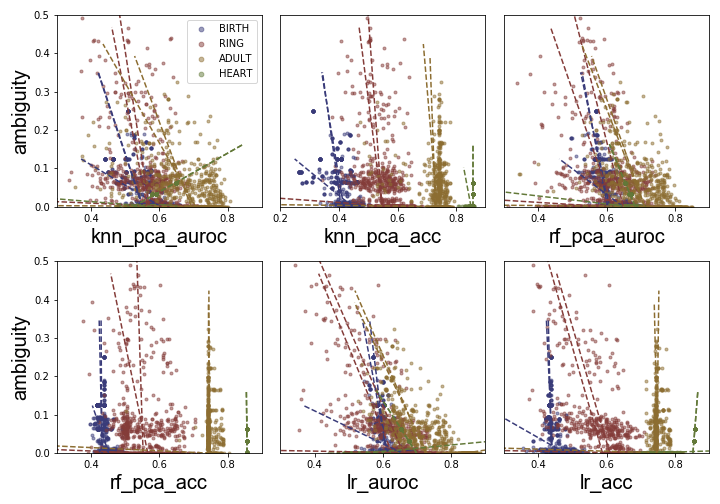 0.5
0.4
0.3
0.2
0.1
0.0
ambiguity
BIRTH
RING
ADULT
HEART
0.4 0.6 0.8
knn_pca_auroc
0.2 0.4 0.6 0.8
knn_pca_acc
0.4 0.6 0.8
rf_pca_auroc
0.5
0.4
0.3
0.2
0.1
0.0
ambiguity
0.4 0.6 0.8
rf_pca_acc
0.4 0.6 0.8
lr_auroc
0.4 0.6 0.8
lr_acc